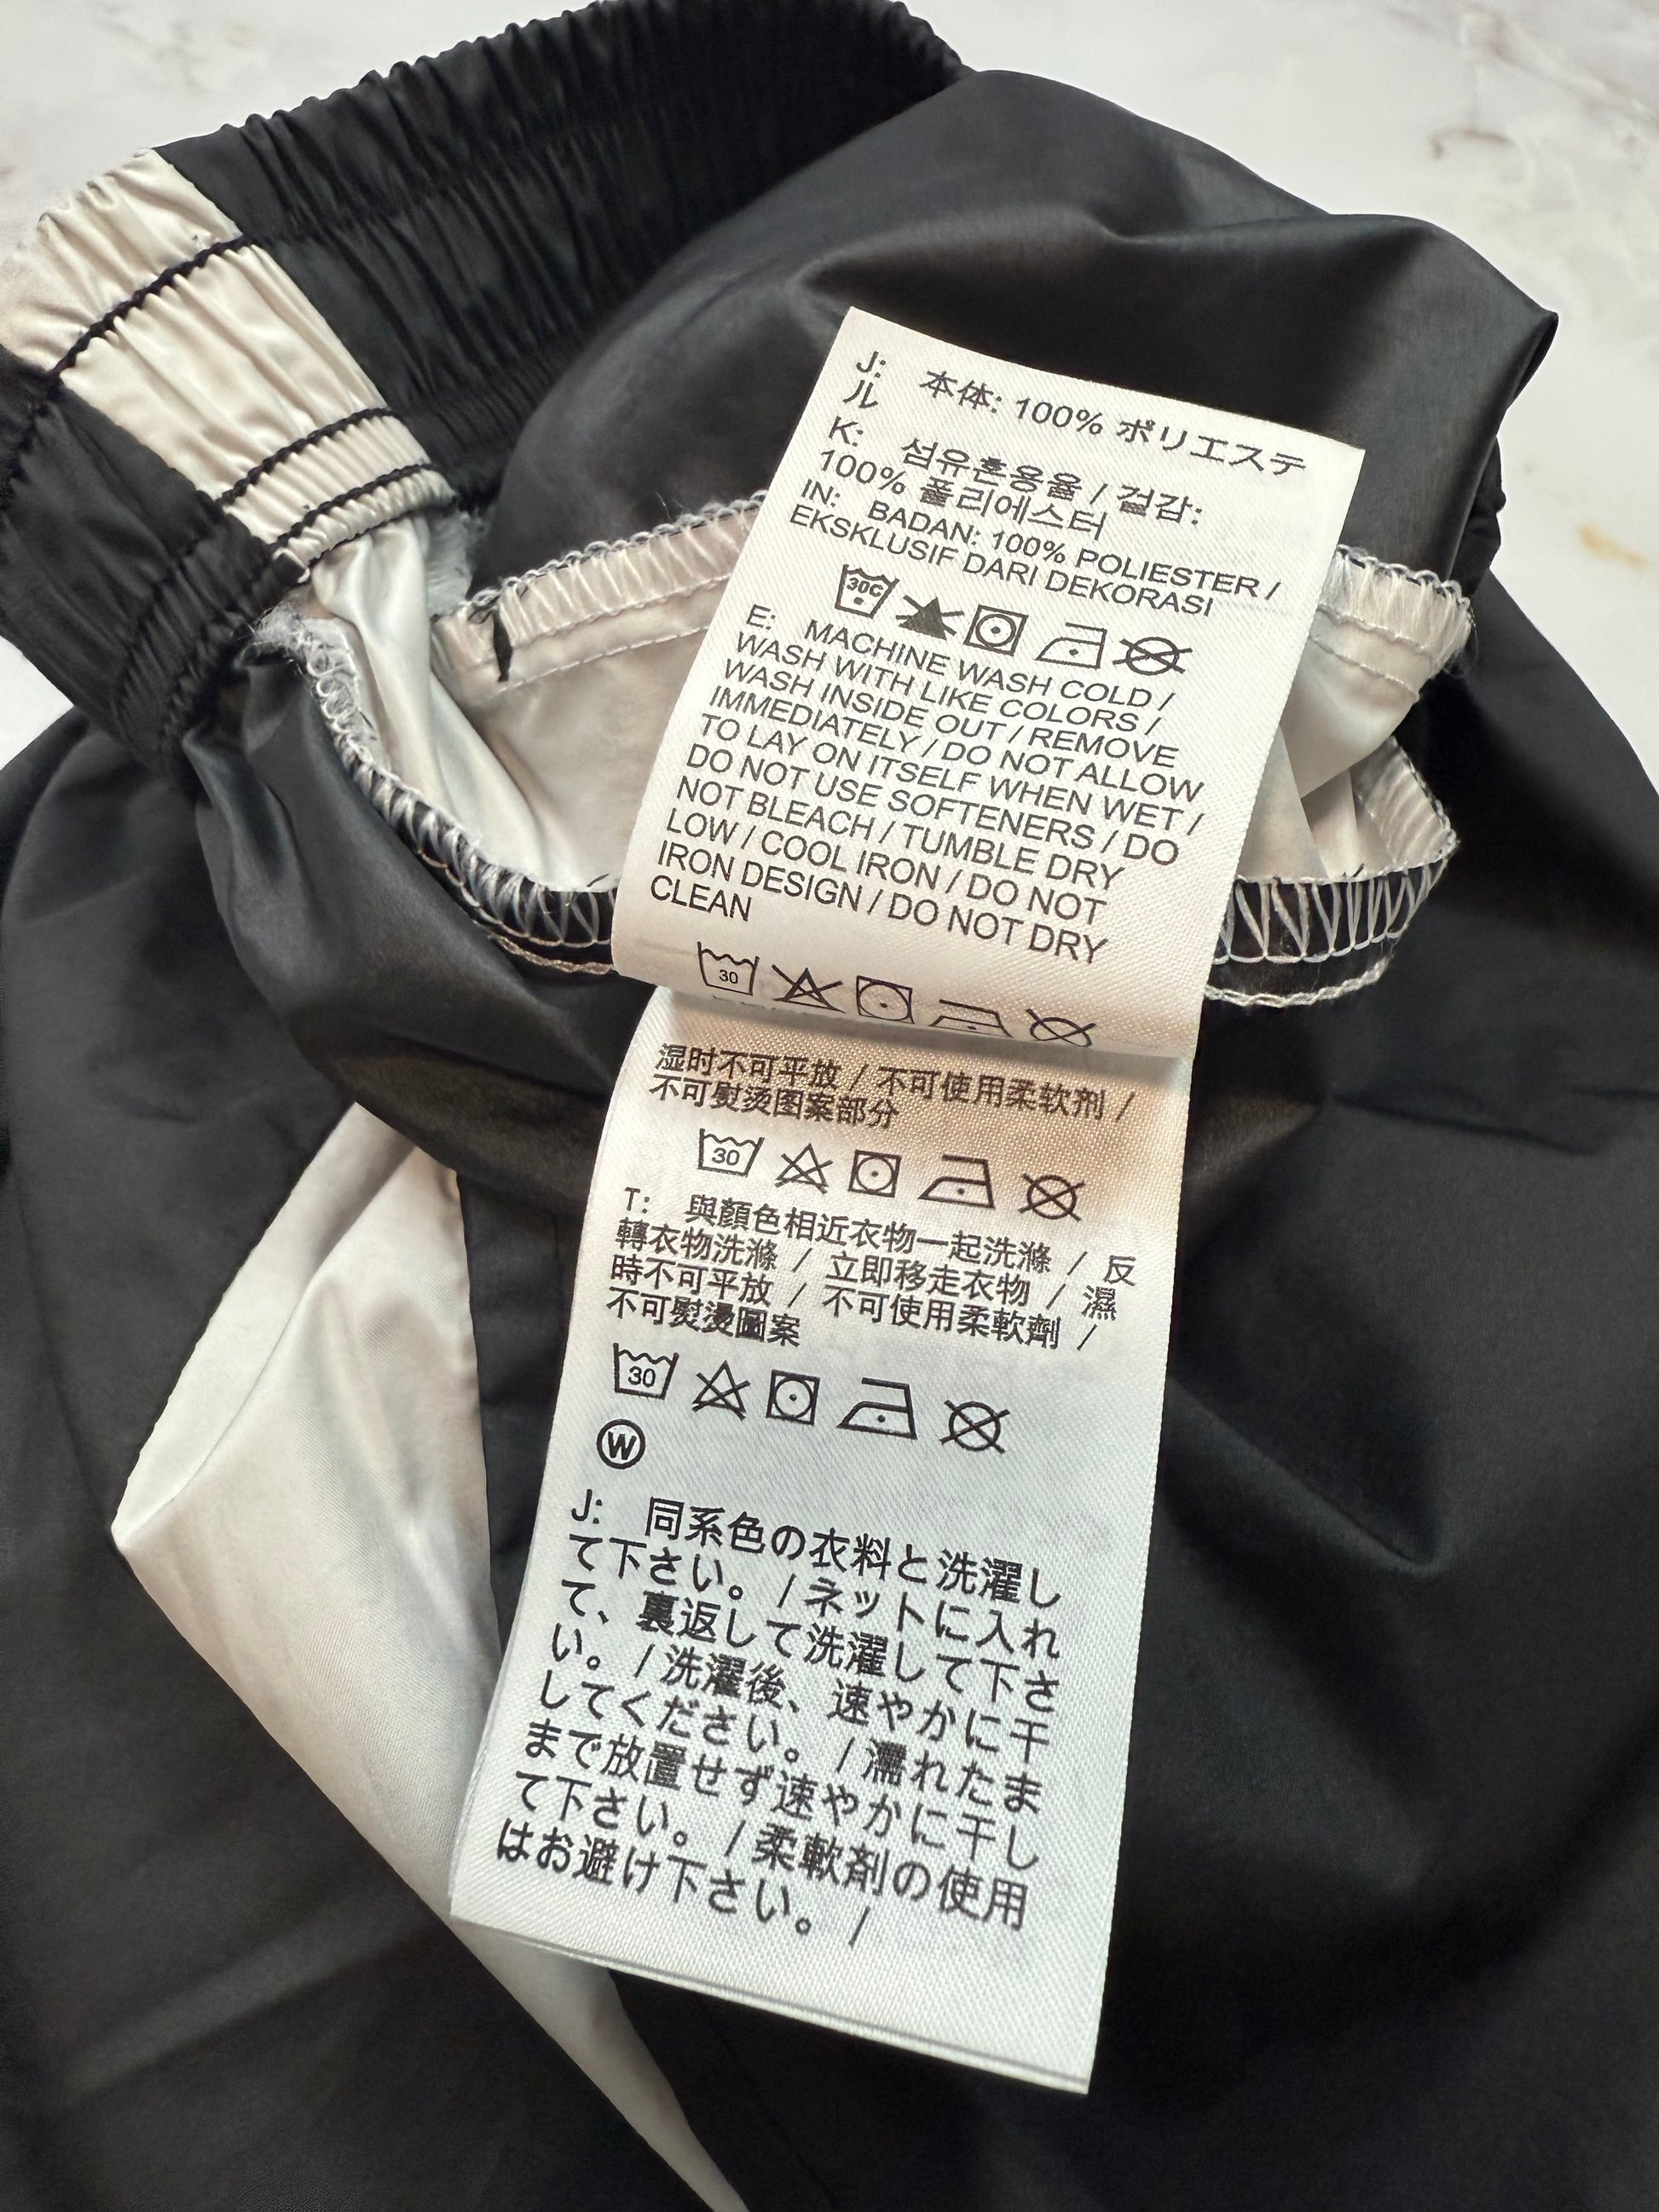 J: 本体: 100% ポリエステ
ル
K: 섬유혼용율 / 겉감:
100% 폴리에스터
IN: BADAN: 100% POLIESTER /
EKSKLUSIF DARI DEKORASI
30C
E: MACHINE WASH COLD /
WASH WITH LIKE COLORS /
WASH INSIDE OUT / REMOVE
IMMEDIATELY / DO NOT ALLOW
TO LAY ON ITSELF WHEN WET /
DO NOT USE SOFTENERS / DO
NOT BLEACH / TUMBLE DRY
LOW / COOL IRON / DO NOT
IRON DESIGN / DO NOT DRY
CLEAN
30
湿时不可平放 / 不可使用柔软剂 /
不可熨烫图案部分
30
T: 與顏色相近衣物一起洗滌 / 反
轉衣物洗滌 / 立即移走衣物 / 濕
時不可平放 / 不可使用柔軟劑 /
不可熨燙圖案
30
W
J: 同系色の衣料と洗濯し
て下さい。 / ネットに入れ
て、裏返して洗濯して下さ
い。 / 洗濯後、速やかに干
してください。 / 濡れたま
まで放置せず速やかに干し
て下さい。 / 柔軟剤の使用
はお避け下さい。 /